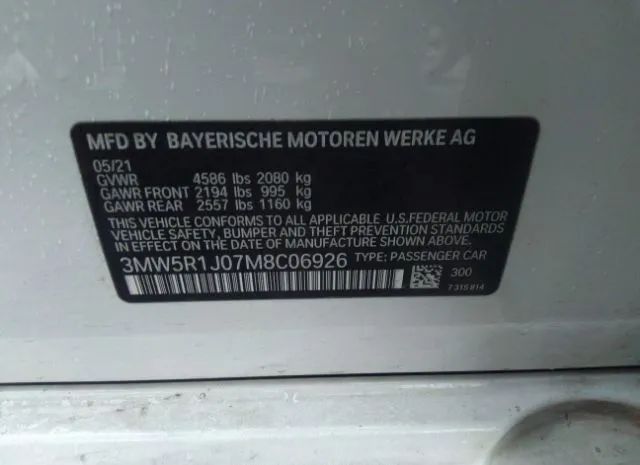 MFD BY BAYERISCHE MOTOREN WERKE AG
05/21
GVWR 4586 lbs 2080 kg
GAWR FRONT 2194 lbs 995 kg
GAWR REAR 2557 lbs 1160 kg
THIS VEHICLE CONFORMS TO ALL APPLICABLE U.S.FEDERAL MOTOR
VEHICLE SAFETY, BUMPER AND THEFT PREVENTION STANDARDS
IN EFFECT ON THE DATE OF MANUFACTURE SHOWN ABOVE.
3MW5R1J07M8C06926 TYPE: PASSENGER CAR
300
7315814